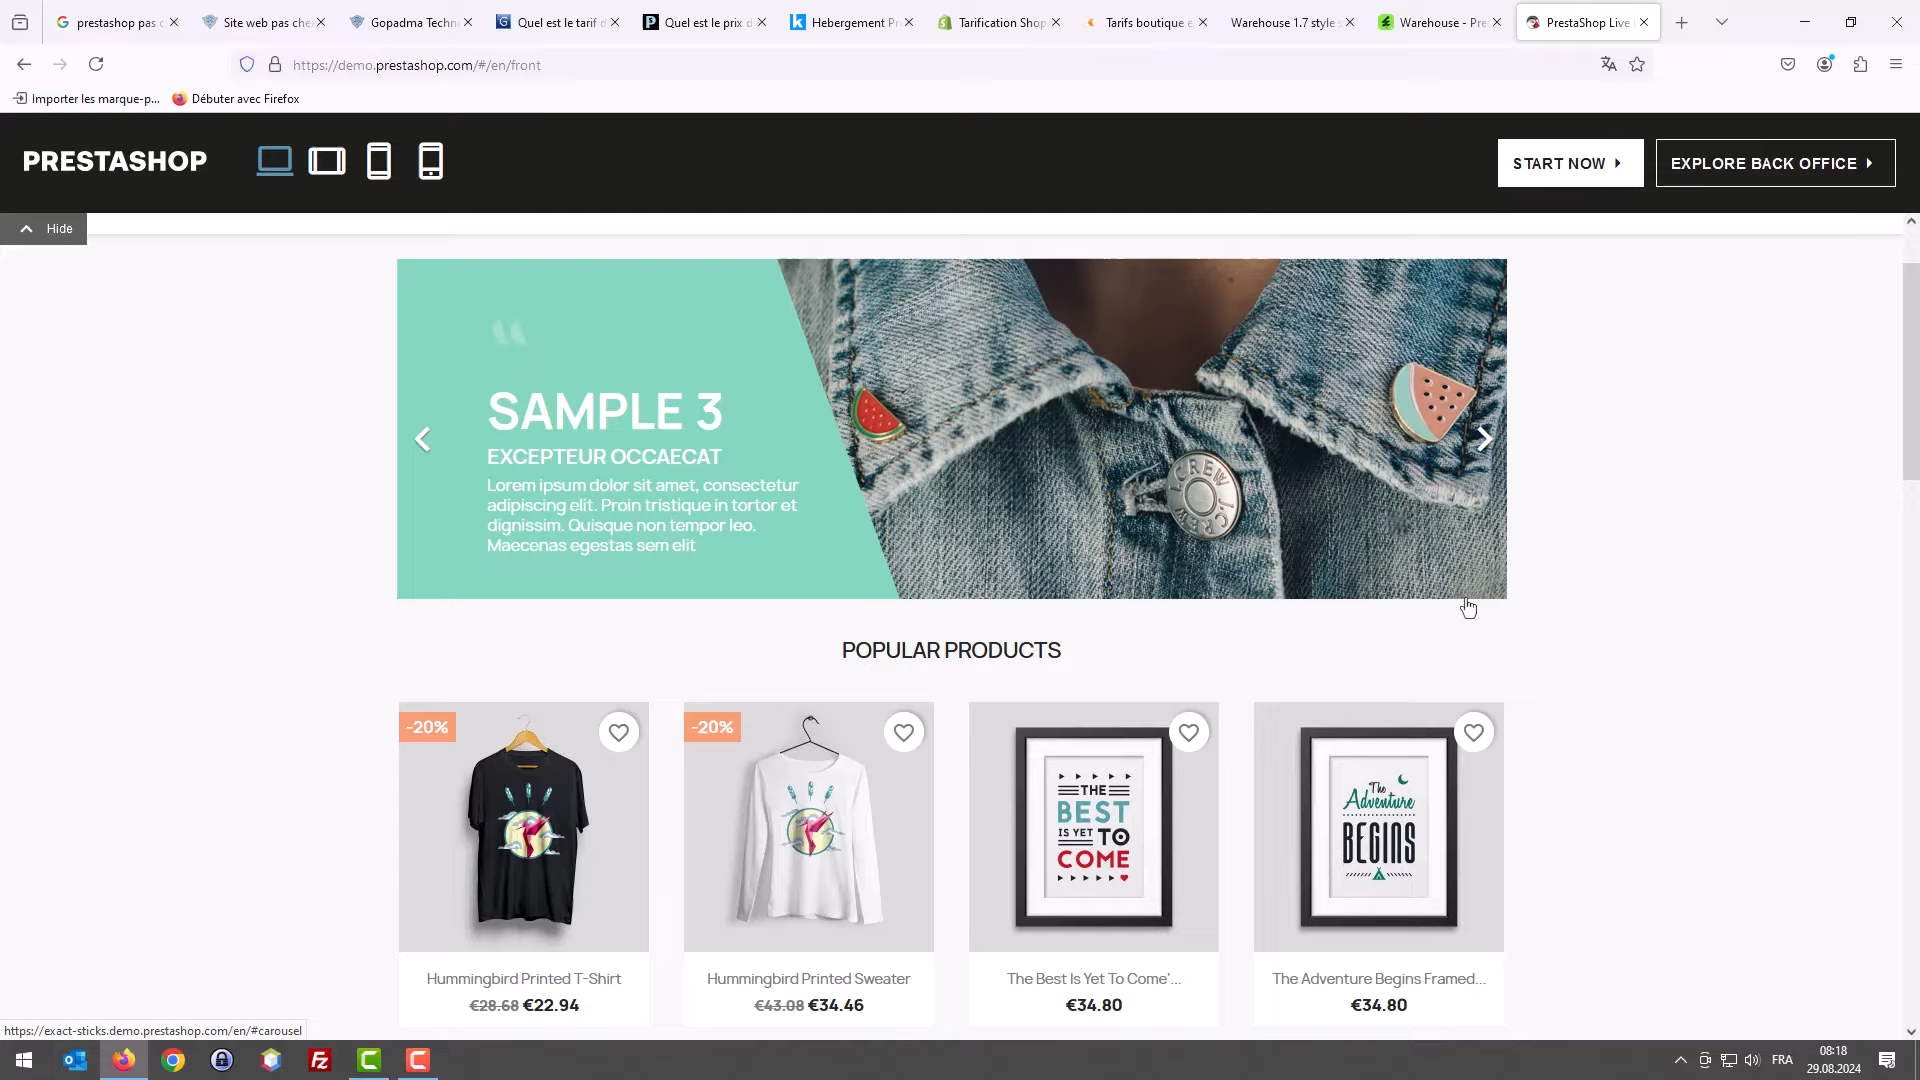 prestashop pas c
Site web pas che
Gopadma Techn
Quel est le tarif d
Quel est le prix d
Hebergement Pr
Tarification Shop
Tarifs boutique e
Warehouse 1.7 style
Warehouse - Pre
PrestaShop Live
https://demo.prestashop.com/#/en/front
Importer les marque-p...
Débuter avec Firefox
PRESTASHOP
START NOW
EXPLORE BACK OFFICE
Hide
SAMPLE 3
EXCEPTEUR OCCAECAT
Lorem ipsum dolor sit amet, consectetur
adipiscing elit. Proin tristique in tortor et
dignissim. Quisque non tempor leo.
Maecenas egestas sem elit
J.CREW J.CREW
POPULAR PRODUCTS
-20%
-20%
THE
BEST
IS YET TO
COME
The
Adventure
BEGINS
Hummingbird Printed T-Shirt
€28.68 €22.94
Hummingbird Printed Sweater
€43.08 €34.46
The Best Is Yet To Come'...
€34.80
The Adventure Begins Framed...
€34.80
https://exact-sticks.demo.prestashop.com/en/#carousel
FRA
08:18
29.08.2024